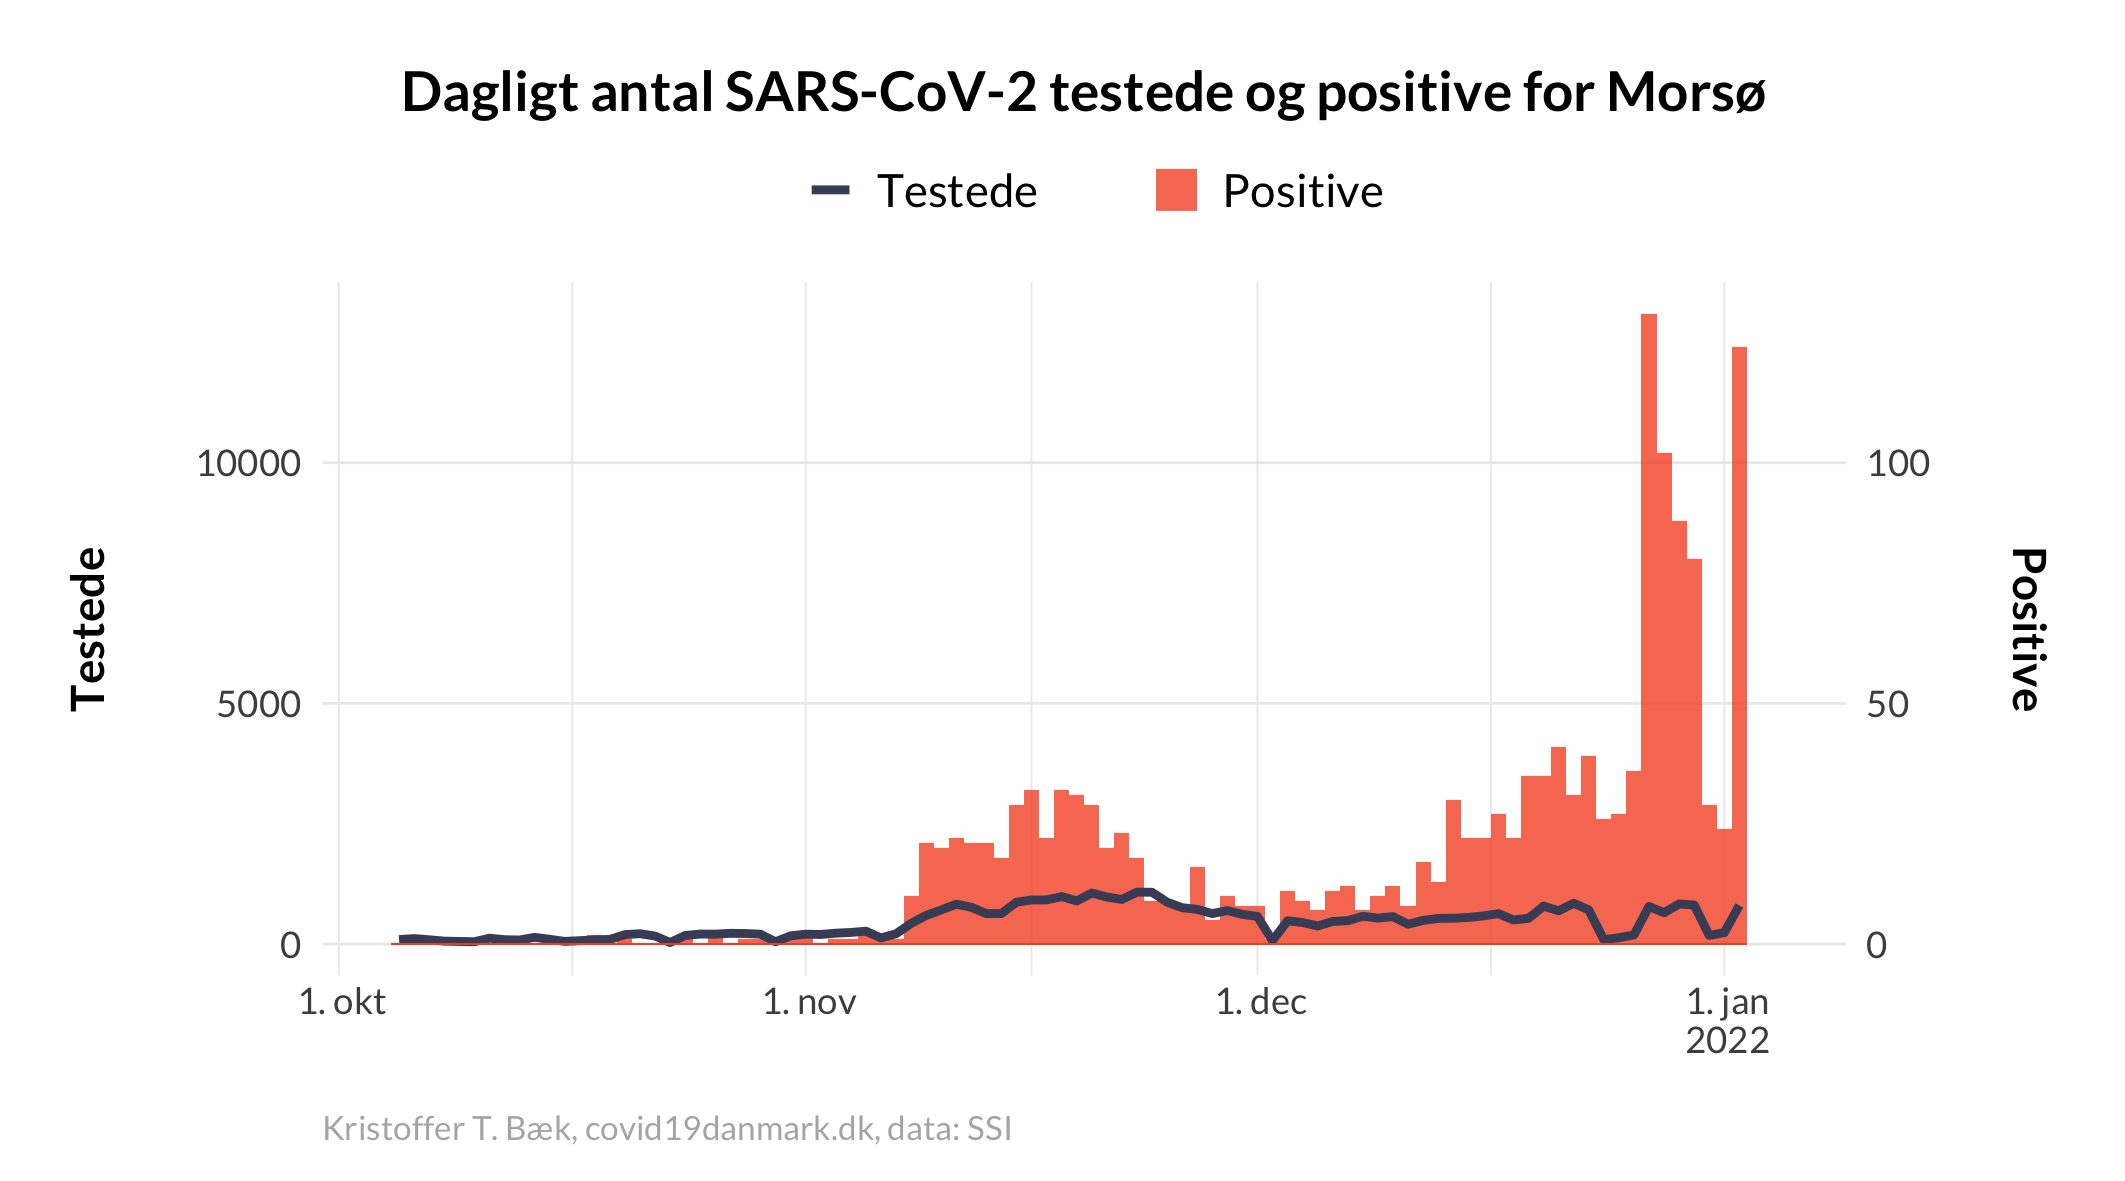 Dagligt antal SARS-CoV-2 testede og positive for Morsø
Testede
Positive
10000
5000
0
100
50
0
Testede
Positive
1. okt
1. nov
1. dec
1. jan
2022
Kristoffer T. Bæk, covid19danmark.dk, data: SSI